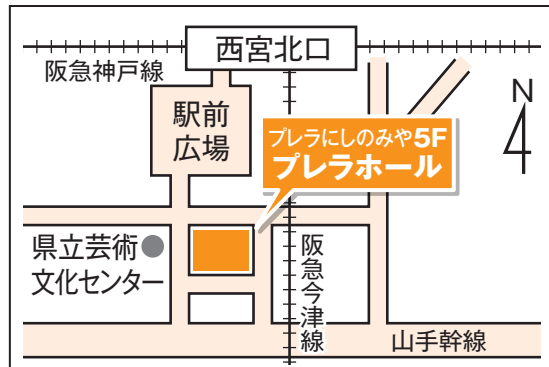 西宮北口
阪急神戸線
駅前
広場
N
プレラにしのみや5F
プレラホール
県立芸術
文化センター
阪急今津線
山手幹線